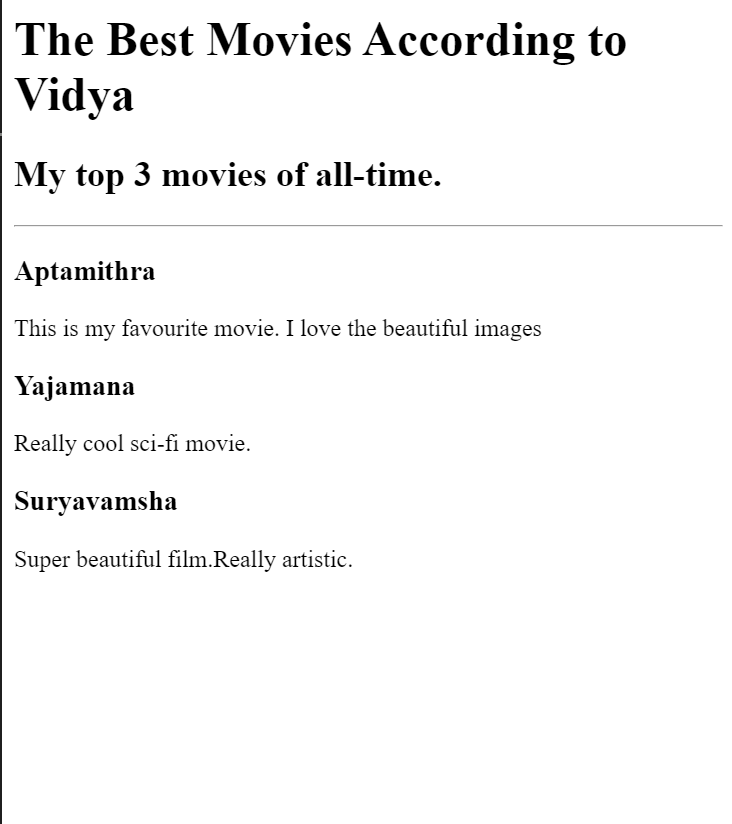 The Best Movies According to
Vidya
My top 3 movies of all-time.
Aptamithra
This is my favourite movie. I love the beautiful images
Yajamana
Really cool sci-fi movie.
Suryavamsha
Super beautiful film.Really artistic.